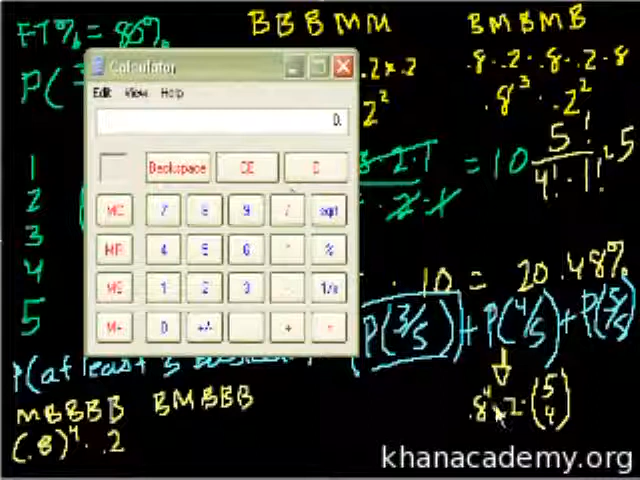 FT% = 80%
BBBMM
BMBMB
.2 × .2
.8 · .2 · .8 · .2 · .8
.2²
.8³ · .2²
P(
Calculator
Edit View Help
0.
Backspace CE C
MC 7 8 9 / sqrt
MR 4 5 6 * %
MS 1 2 3 - 1/x
M+ 0 +/- + =
1
2
3
4
5
3·2·1
= 10
5!
4! · 1!
= 5
· 10 = 20.48%
P(3/5) + P(4/5) + P(5/5)
P(at least 3
MBBBB BMBBB
(.8)⁴ · .2
.8⁴ · .2 · (5 4)
khanacademy.org